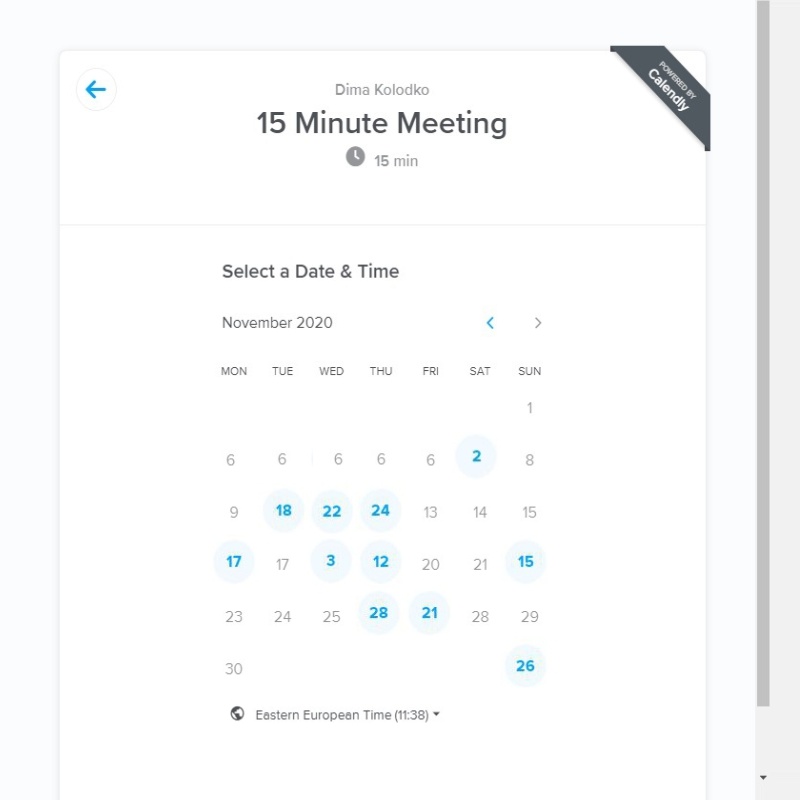 Dima Kolodko
15 Minute Meeting
15 min
POWERED BY
Calendly
Select a Date & Time
November 2020
MON TUE WED THU FRI SAT SUN
1
6 6 6 6 6 2 8
9 18 22 24 13 14 15
17 17 3 12 20 21 15
23 24 25 28 21 28 29
30 26
Eastern European Time (11:38)